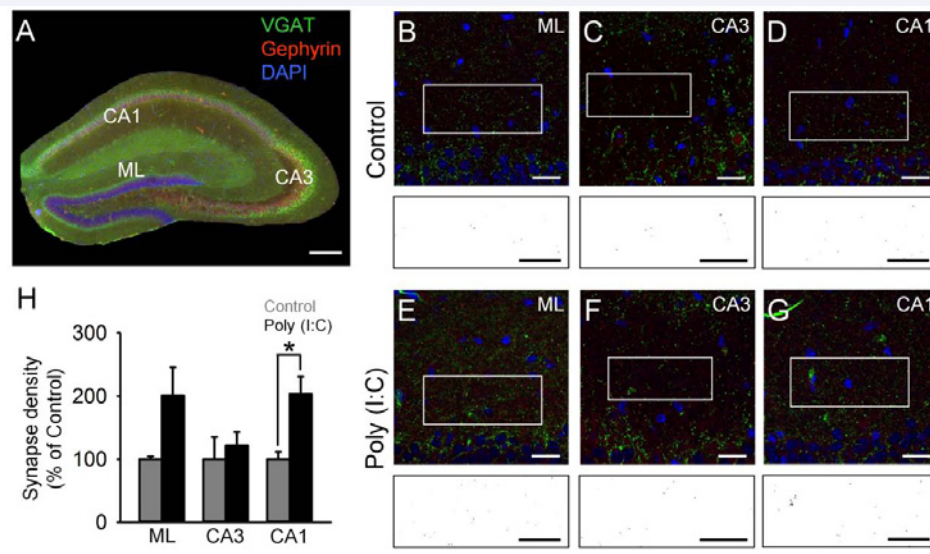 A
VGAT
Gephyrin
DAPI
CA1
ML
CA3
Control
B
ML
C
CA3
D
CA1
Poly (I:C)
E
ML
F
CA3
G
CA1
H
Control
Poly (I:C)
*
Synapse density
(% of Control)
300
200
100
0
ML CA3 CA1